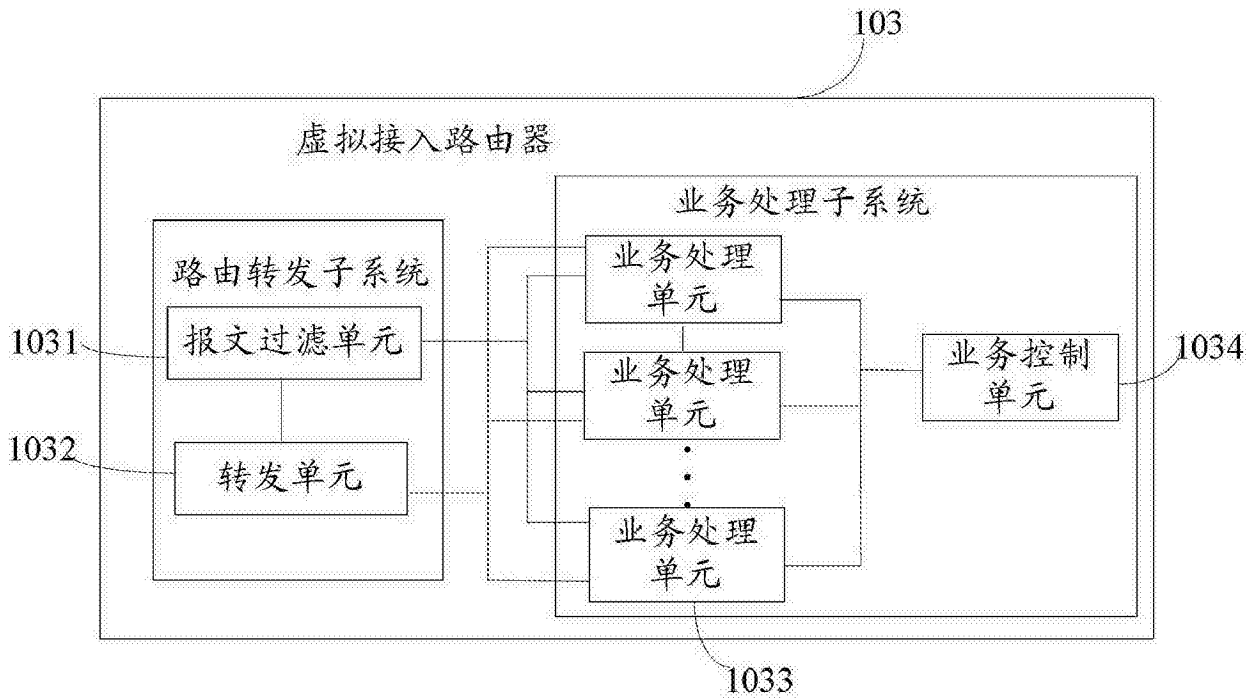 103
虚拟接入路由器
业务处理子系统
路由转发子系统
1031
报文过滤单元
1032
转发单元
业务处理
单元
业务处理
单元
业务处理
单元
1033
业务控制
单元
1034